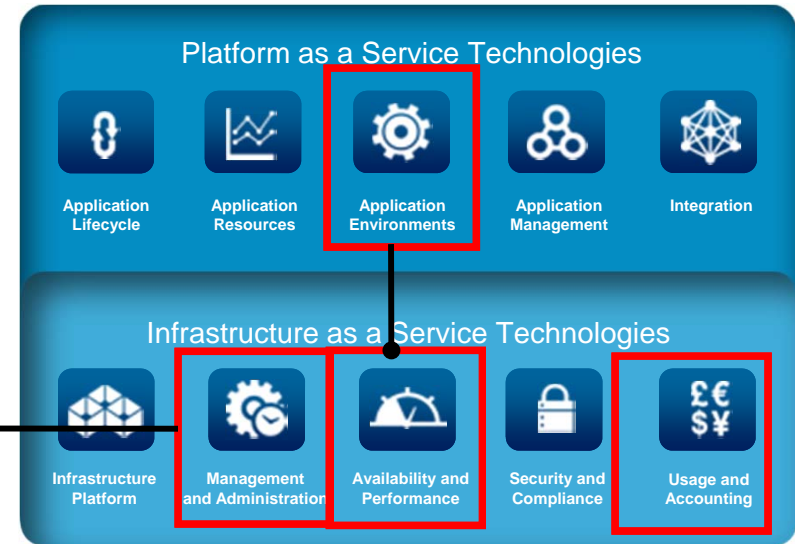 Platform as a Service Technologies
Application
Lifecycle
Application
Resources
Application
Environments
Application
Management
Integration
Infrastructure as a Service Technologies
£€
$¥
Infrastructure
Platform
Management
and Administration
Availability and
Performance
Security and
Compliance
Usage and
Accounting